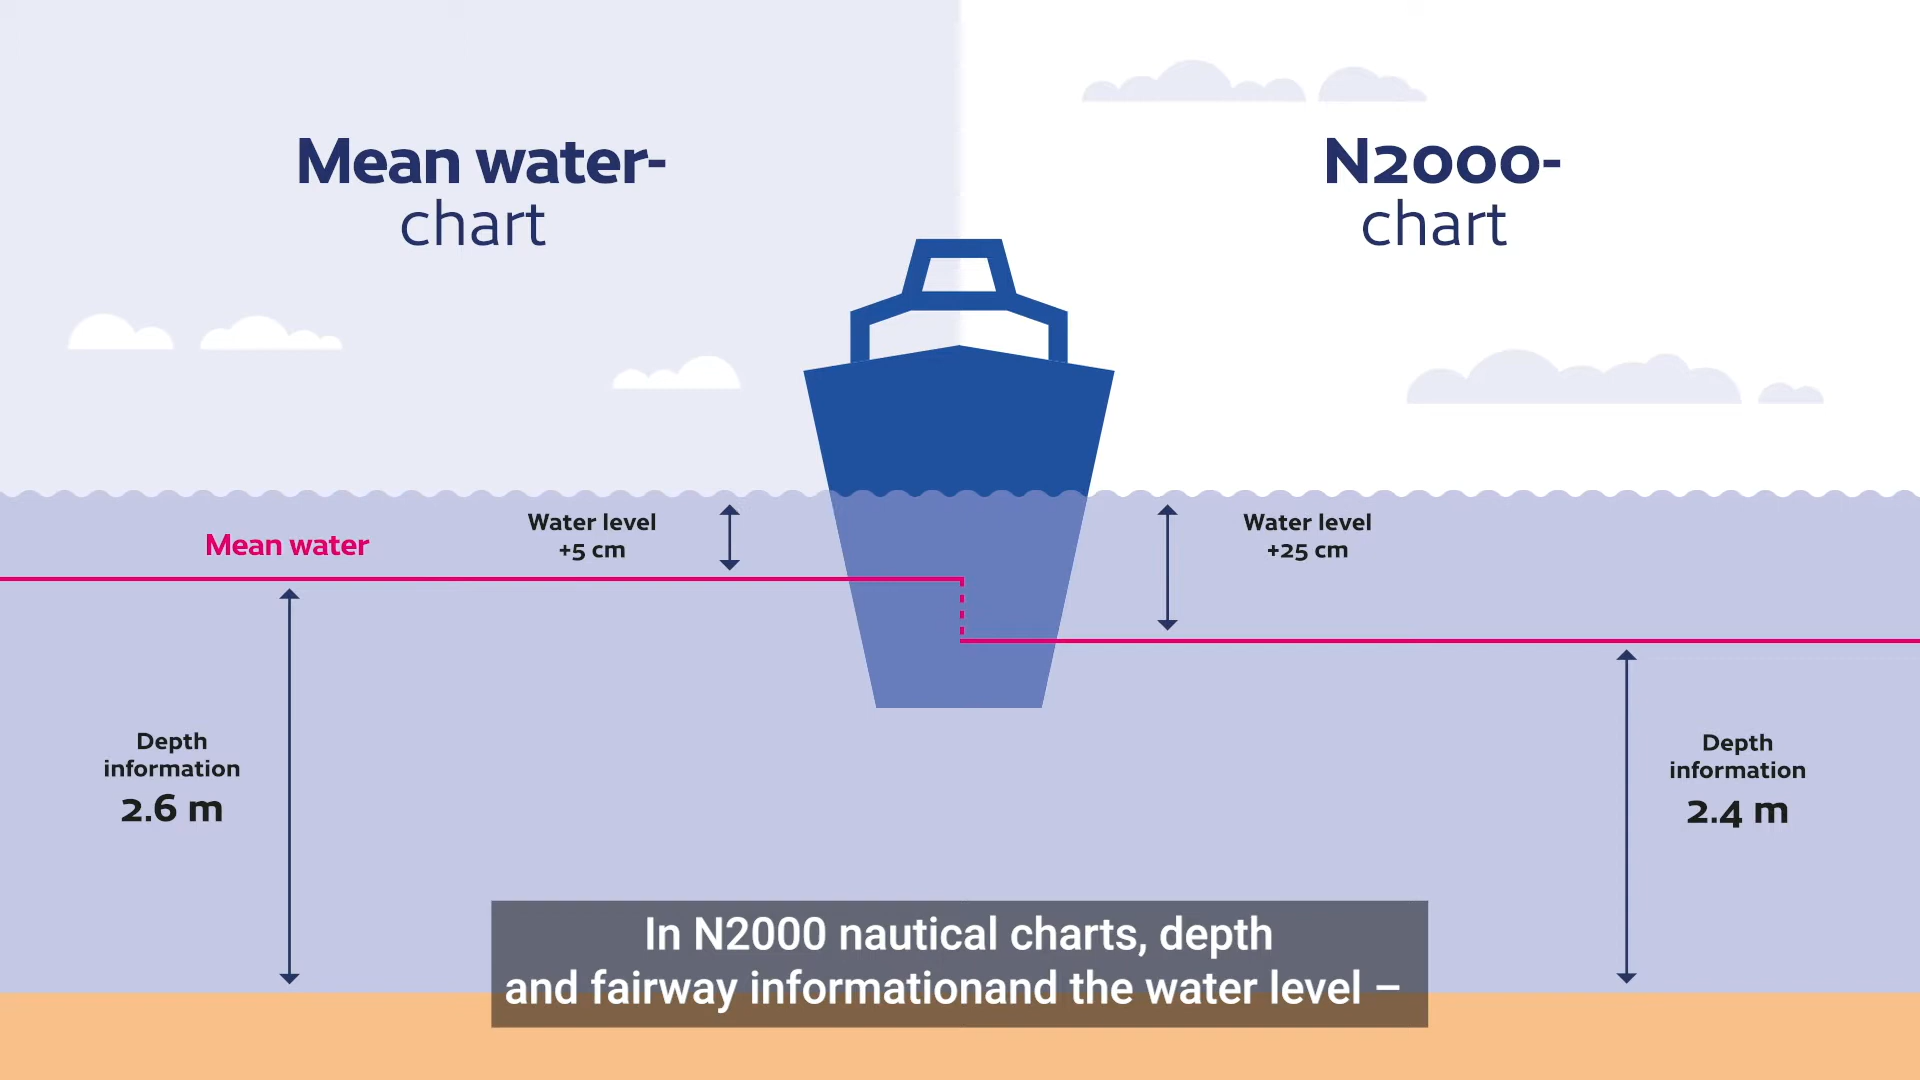 Mean water-
chart
N2000-
chart
Mean water
Water level
+5 cm
Water level
+25 cm
Depth
information
2.6 m
Depth
information
2.4 m
In N2000 nautical charts, depth
and fairway informationand the water level –